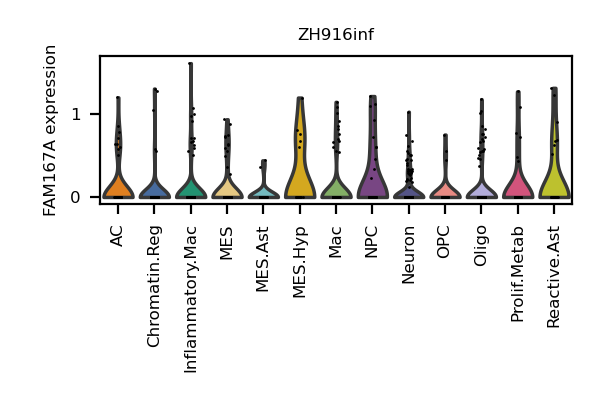 ZH916inf
FAM167A expression
1
0
AC
Chromatin.Reg
Inflammatory.Mac
MES
MES.Ast
MES.Hyp
Mac
NPC
Neuron
OPC
Oligo
Prolif.Metab
Reactive.Ast